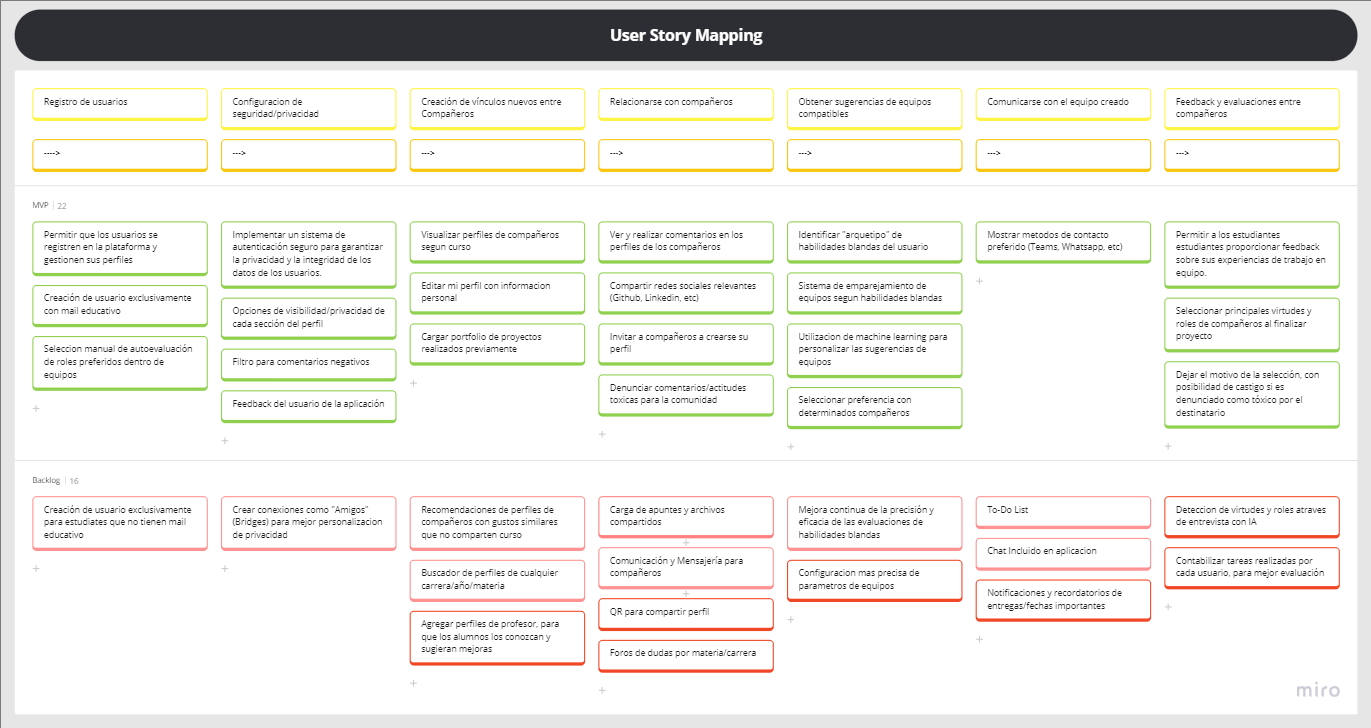 User Story Mapping
Registro de usuarios
Configuracion de
seguridad/privacidad
Creación de vínculos nuevos entre
Compañeros
Relacionarse con compañeros
Obtener sugerencias de equipos
compatibles
Comunicarse con el equipo creado
Feedback y evaluaciones entre
compañeros
---->
--->
--->
--->
--->
--->
--->
MVP | 22
Permitir que los usuarios se
registren en la plataforma y
gestionen sus perfiles
Creación de usuario exclusivamente
con mail educativo
Seleccion manual de autoevaluación
de roles preferidos dentro de
equipos
+
Implementar un sistema de
autenticación seguro para garantizar
la privacidad y la integridad de los
datos de los usuarios.
Opciones de visibilidad/privacidad de
cada sección del perfil
Filtro para comentarios negativos
Feedback del usuario de la aplicación
+
Visualizar perfiles de compañeros
segun curso
Editar mi perfil con informacion
personal
Cargar portfolio de proyectos
realizados previamente
+
Ver y realizar comentarios en los
perfiles de los compañeros
Compartir redes sociales relevantes
(Github, Linkedin, etc)
Invitar a compañeros a crearse su
perfil
Denunciar comentarios/actitudes
toxicas para la comunidad
+
Identificar "arquetipo" de
habilidades blandas del usuario
Sistema de emparejamiento de
equipos segun habilidades blandas
Utilizacion de machine learning para
personalizar las sugerencias de
equipos
Seleccionar preferencia con
determinados compañeros
+
Mostrar metodos de contacto
preferido (Teams, Whatsapp, etc)
+
Permitir a los estudiantes
estudiantes proporcionar feedback
sobre sus experiencias de trabajo en
equipo.
Seleccionar principales virtudes y
roles de compañeros al finalizar
proyecto
Dejar el motivo de la selección, con
posibilidad de castigo si es
denunciado como tóxico por el
destinatario
+
Backlog | 16
Creación de usuario exclusivamente
para estudiates que no tienen mail
educativo
+
Crear conexiones como "Amigos"
(Bridges) para mejor personalizacion
de privacidad
+
Recomendaciones de perfiles de
compañeros con gustos similares
que no comparten curso
Buscador de perfiles de cualquier
carrera/año/materia
Agregar perfiles de profesor, para
que los alumnos los conozcan y
sugieran mejoras
+
Carga de apuntes y archivos
compartidos
+
Comunicación y Mensajería para
compañeros
+
QR para compartir perfil
Foros de dudas por materia/carrera
+
Mejora continua de la precisión y
eficacia de las evaluaciones de
habilidades blandas
Configuracion mas precisa de
parametros de equipos
+
To-Do List
Chat Incluido en aplicacion
Notificaciones y recordatorios de
entregas/fechas importantes
+
Deteccion de virtudes y roles atraves
de entrevista con IA
Contabilizar tareas realizadas por
cada usuario, para mejor evaluación
+
miro